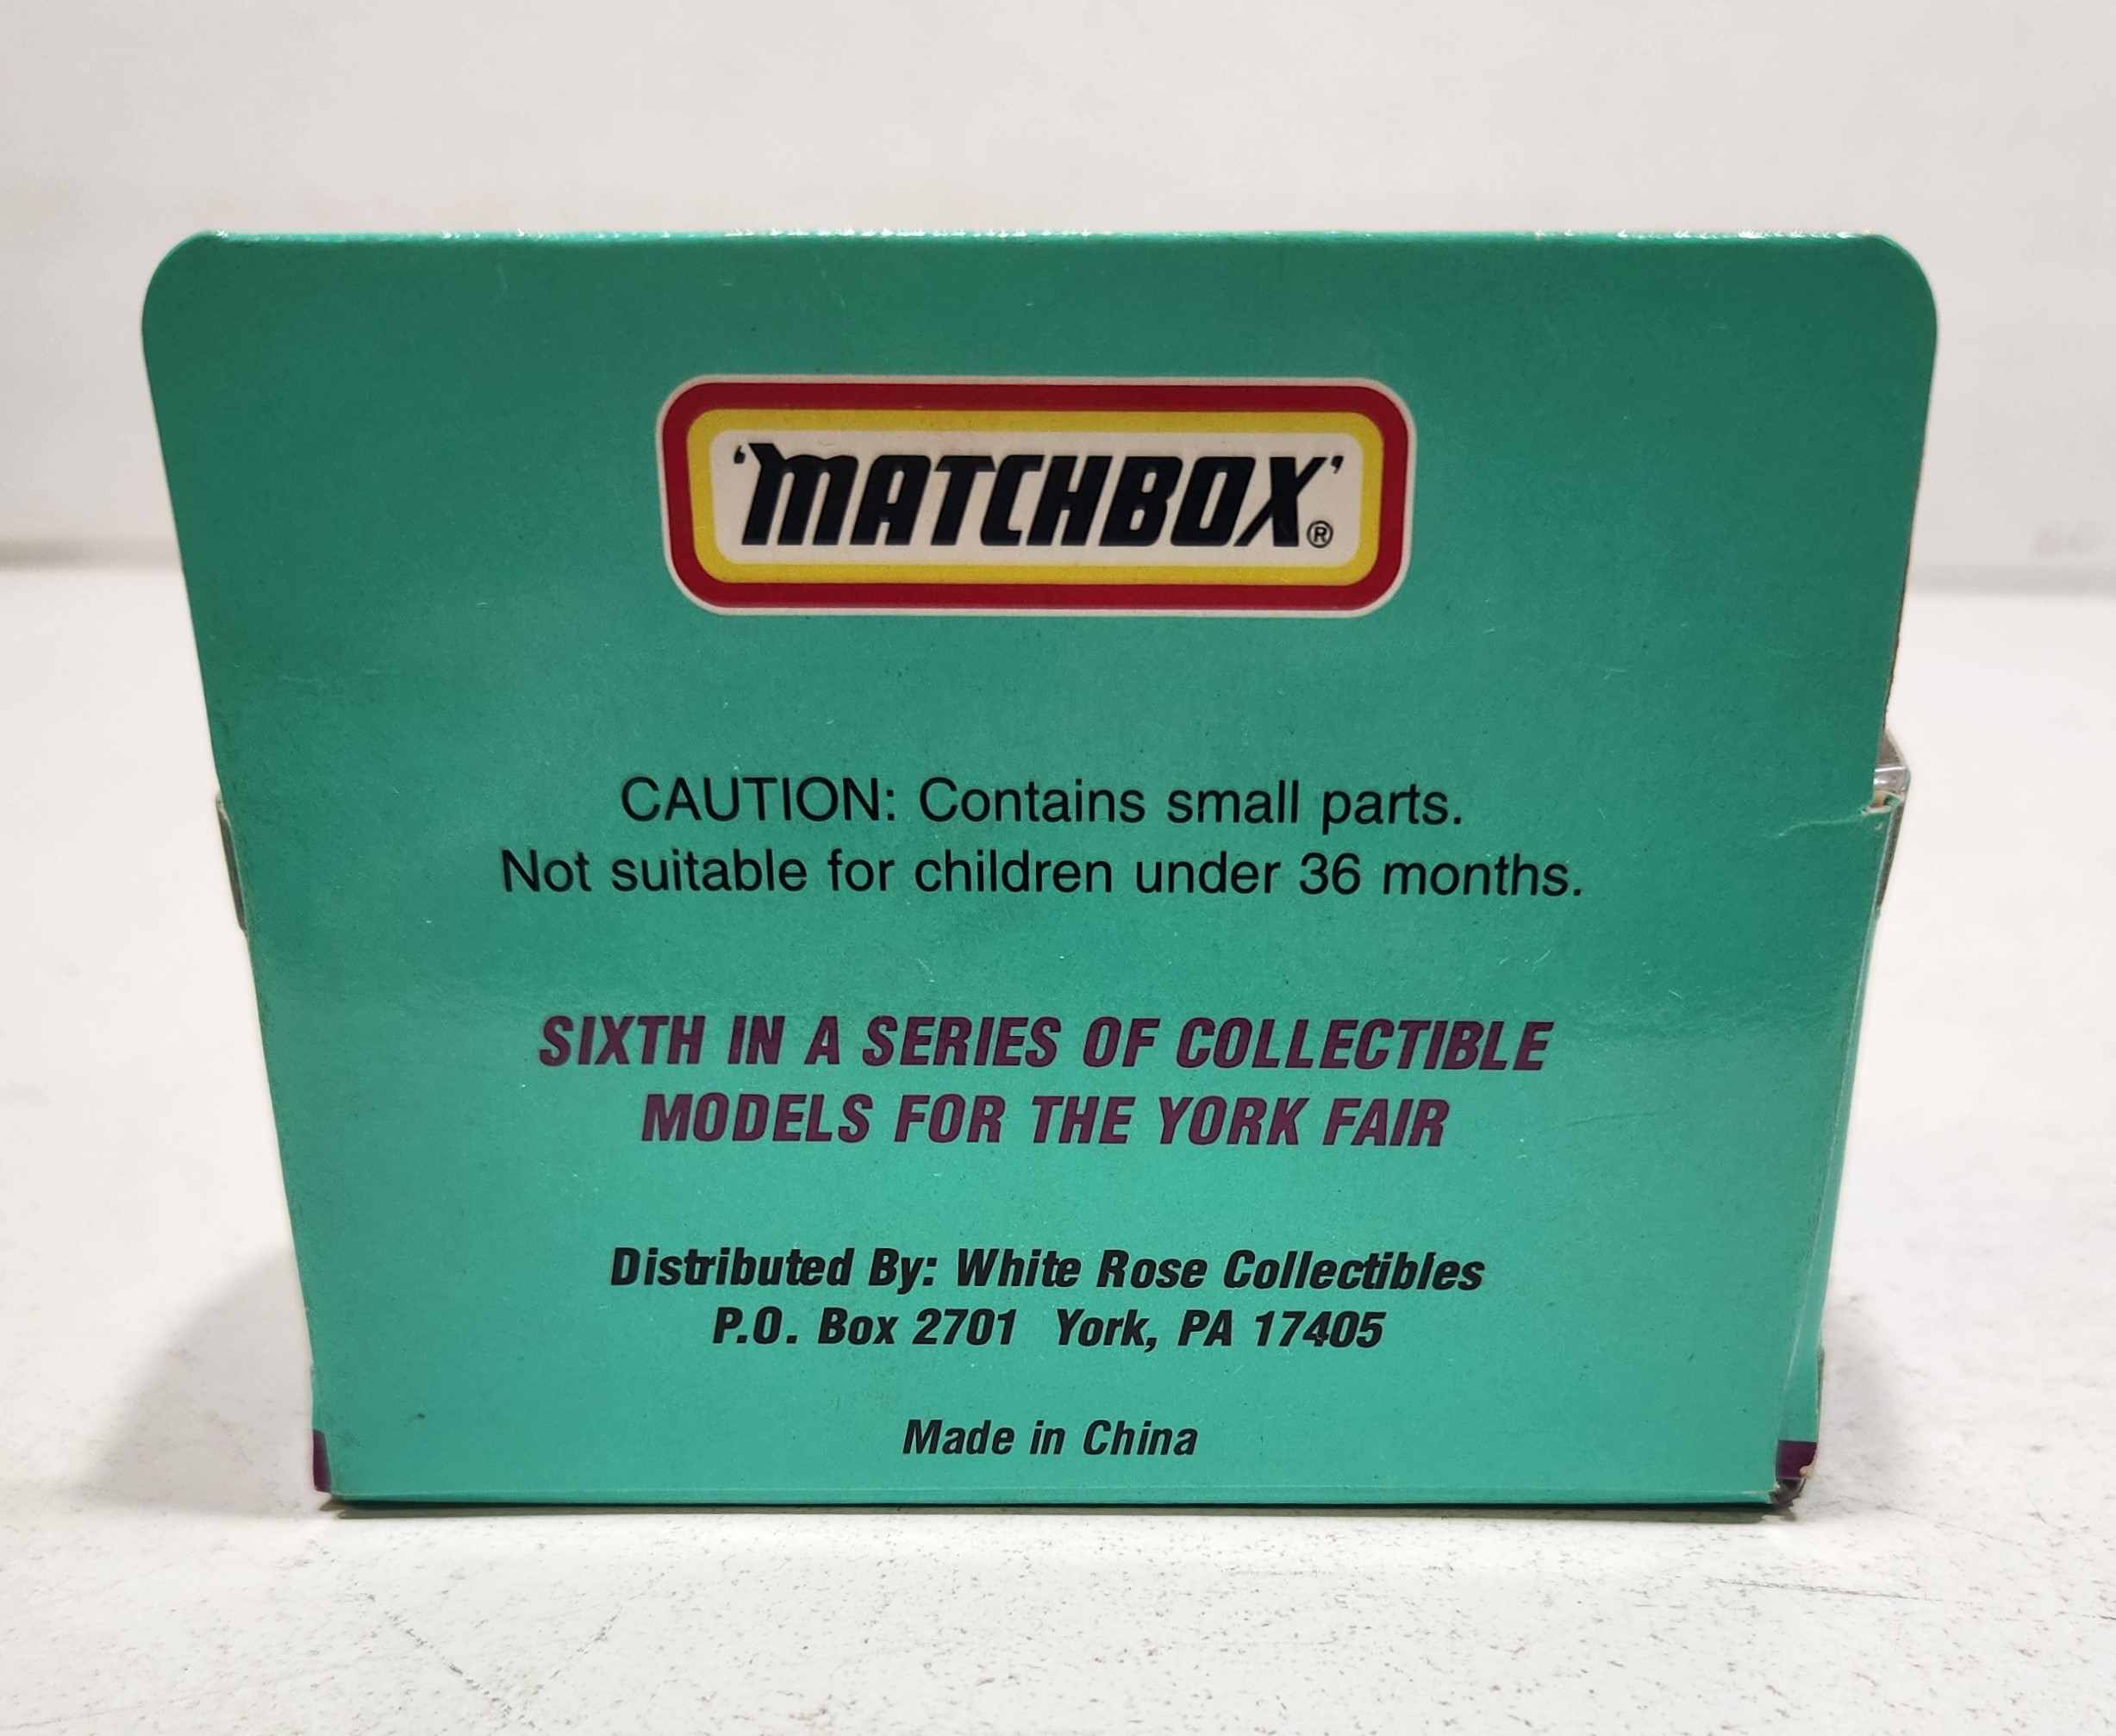 'MATCHBOX'®
CAUTION: Contains small parts.
Not suitable for children under 36 months.
SIXTH IN A SERIES OF COLLECTIBLE
MODELS FOR THE YORK FAIR
Distributed By: White Rose Collectibles
P.O. Box 2701 York, PA 17405
Made in China